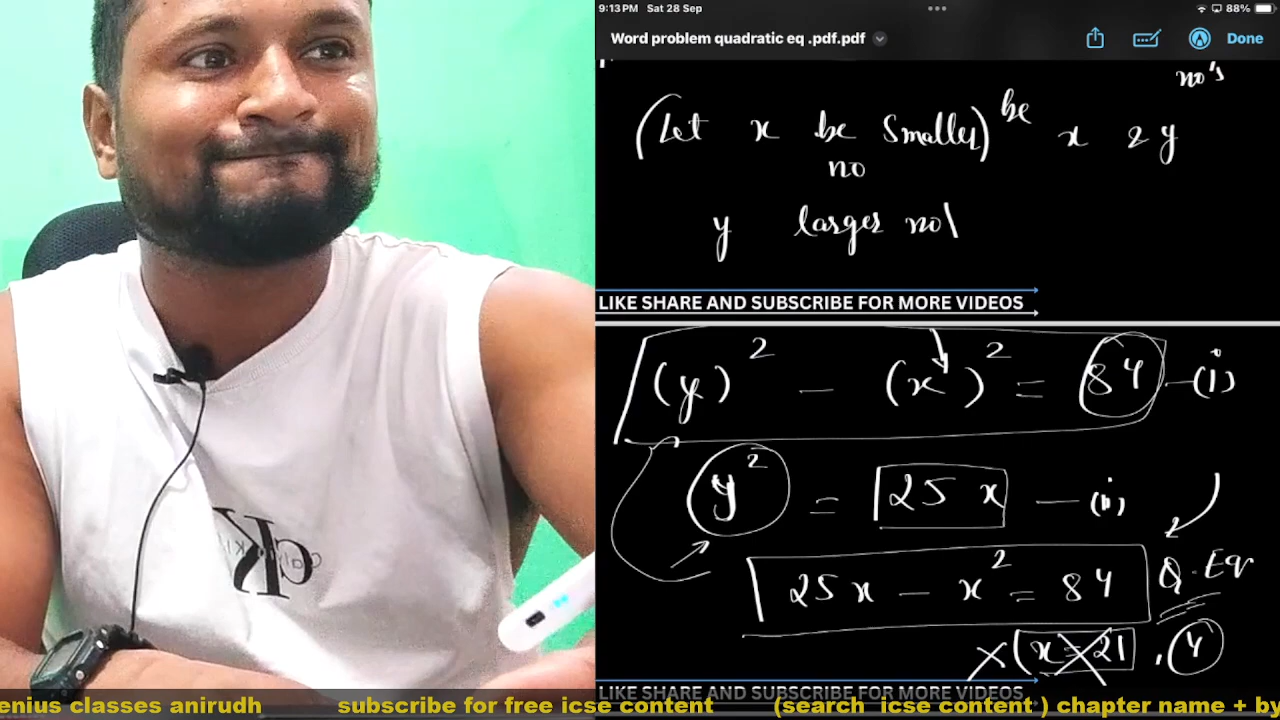 9:13 PM Sat 28 Sep
88%
Word problem quadratic eq .pdf.pdf
Done
no's
(Let x be smaller) be x & y
no
y larger no
LIKE SHARE AND SUBSCRIBE FOR MORE VIDEOS
(y)² - (x)² = 84 -(i)
y² = 25 x - (ii)
25x - x² = 84 Q. Eq
(x = 21), 4
LIKE SHARE AND SUBSCRIBE FOR MORE VIDEOS
CK
enius classes anirudh subscribe for free icse content (search icse content ) chapter name + by